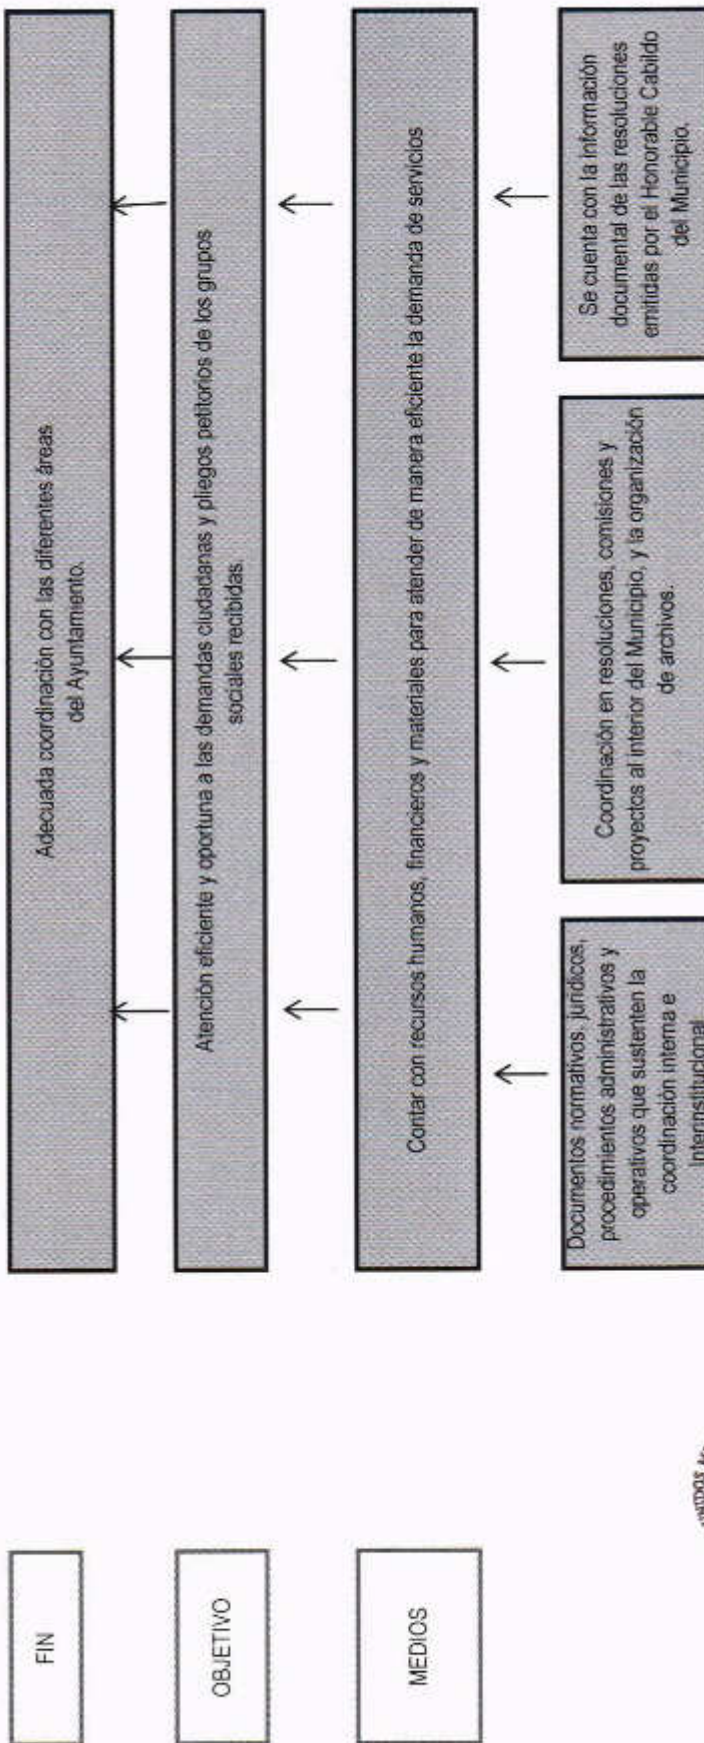 FIN
Adecuada coordinación con las diferentes áreas
del Ayuntamiento.
OBJETIVO
Atención eficiente y oportuna a las demandas ciudadanas y pliegos petitorios de los grupos
sociales recibidas.
MEDIOS
Contar con recursos humanos, financieros y materiales para atender de manera eficiente la demanda de servicios
Documentos normativos, jurídicos,
procedimientos administrativos y
operativos que sustenten la
coordinación interna e
Interinstitucional
Coordinación en resoluciones, comisiones y
proyectos al interior del Municipio, y la organización
de archivos.
Se cuenta con la información
documental de las resoluciones
emitidas por el Honorable Cabildo
del Municipio.